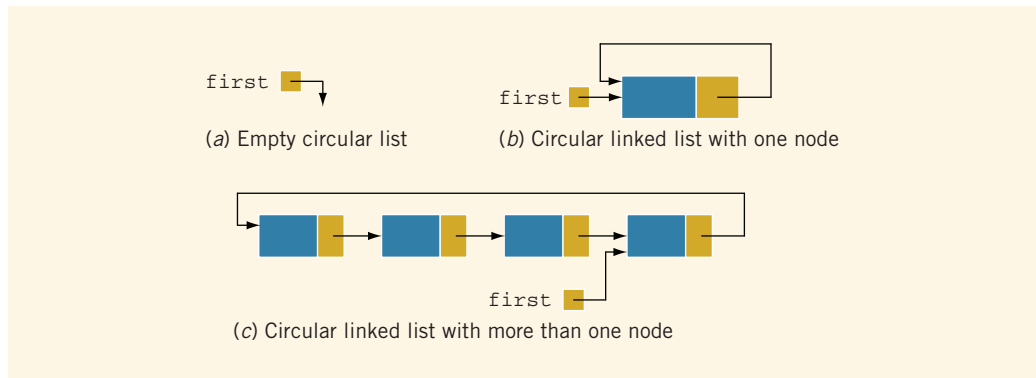 first
(a) Empty circular list
first
(b) Circular linked list with one node
first
(c) Circular linked list with more than one node